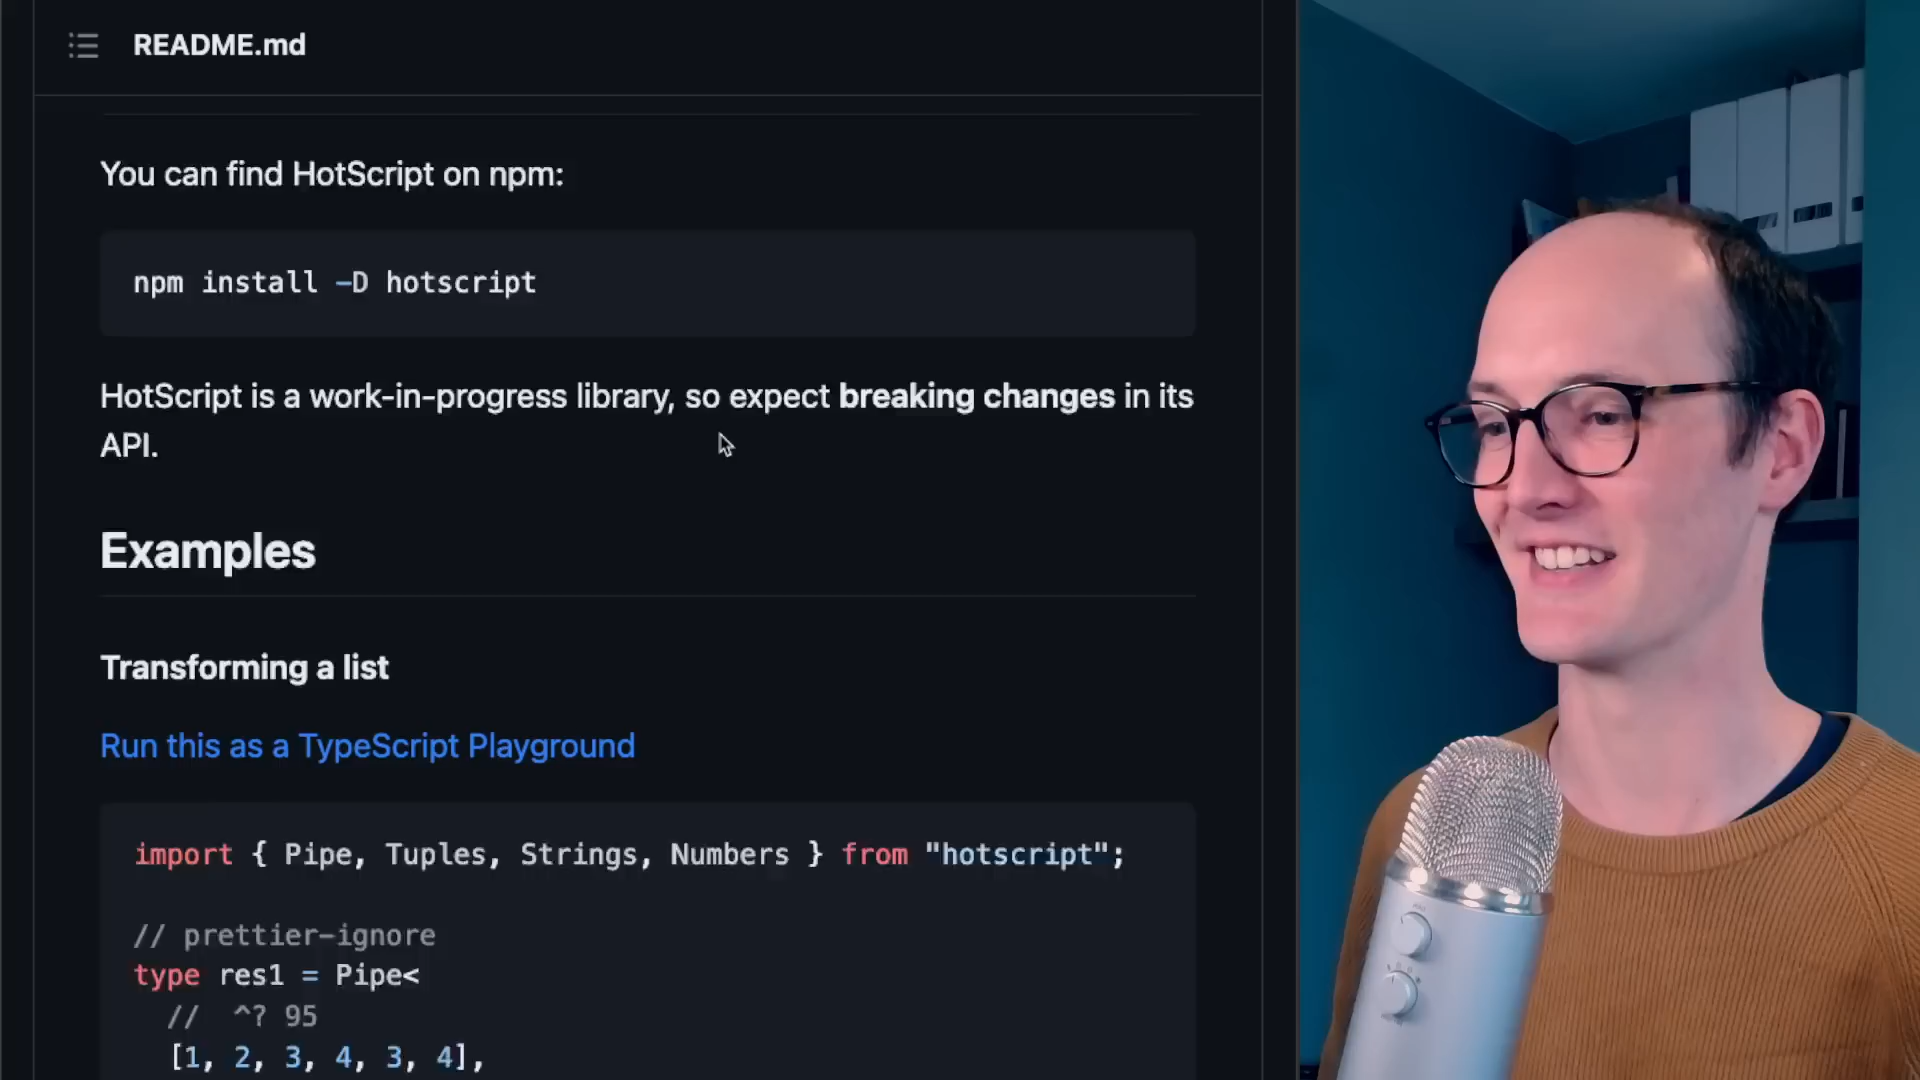 README.md
You can find HotScript on npm:
npm install -D hotscript
HotScript is a work-in-progress library, so expect breaking changes in its
API.
Examples
Transforming a list
Run this as a TypeScript Playground
import { Pipe, Tuples, Strings, Numbers } from "hotscript";
// prettier-ignore
type res1 = Pipe<
//  ^? 95
[1, 2, 3, 4, 3, 4],